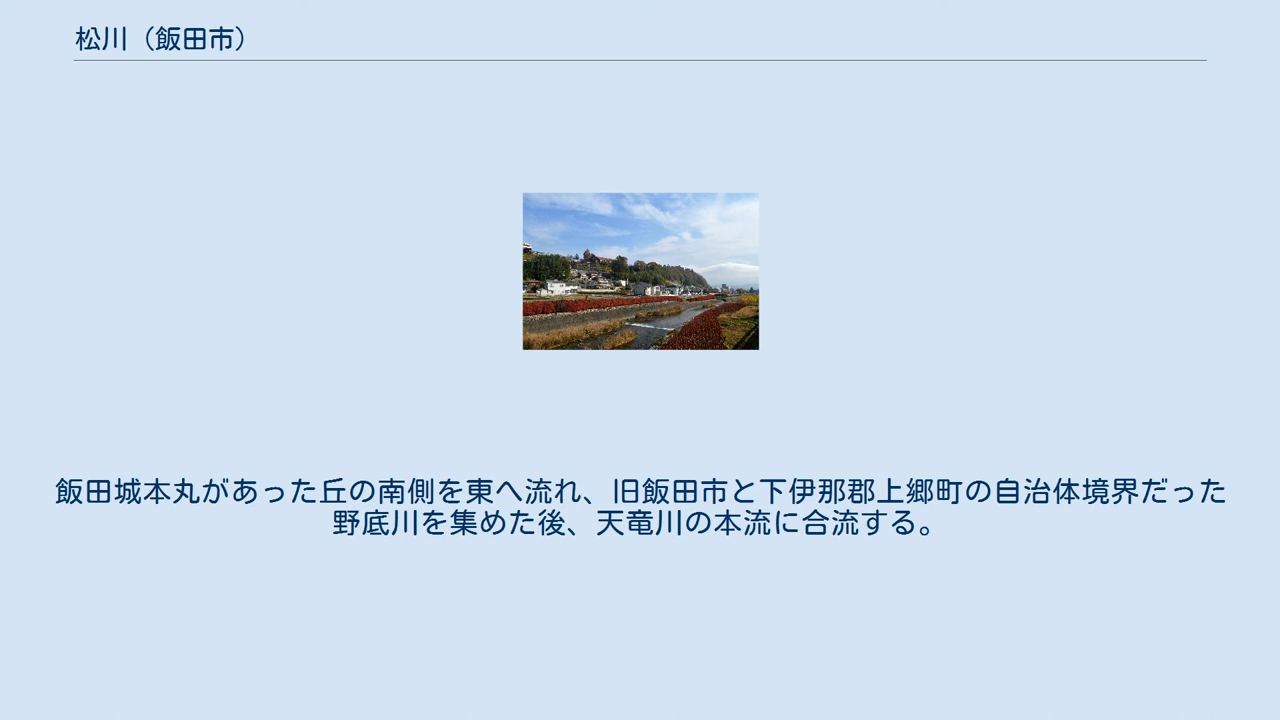 松川（飯田市）
飯田城本丸があった丘の南側を東へ流れ、旧飯田市と下伊那郡上郷町の自治体境界だった
野底川を集めた後、天竜川の本流に合流する。